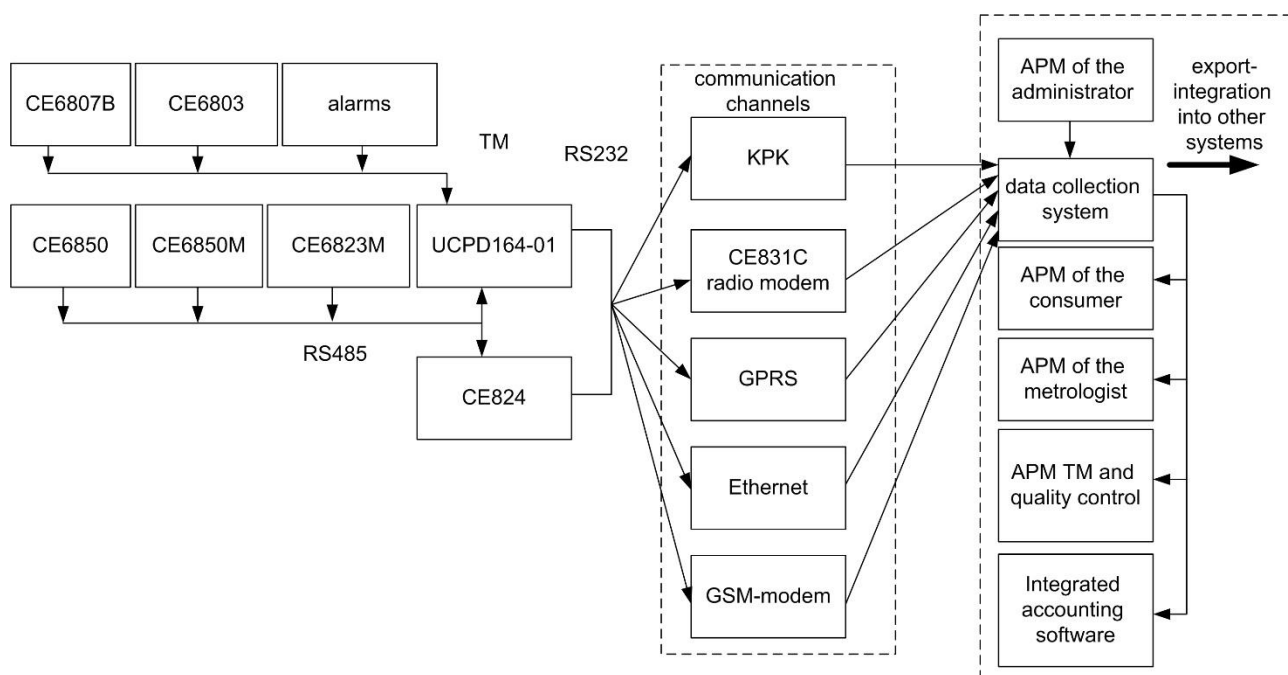 CE6807B
CE6803
alarms
TM
RS232
CE6850
CE6850M
CE6823M
UCPD164-01
RS485
CE824
communication
channels
KPK
CE831C
radio modem
GPRS
Ethernet
GSM-modem
APM of the
administrator
export-
integration
into other
systems
data collection
system
APM of the
consumer
APM of the
metrologist
APM TM and
quality control
Integrated
accounting
software